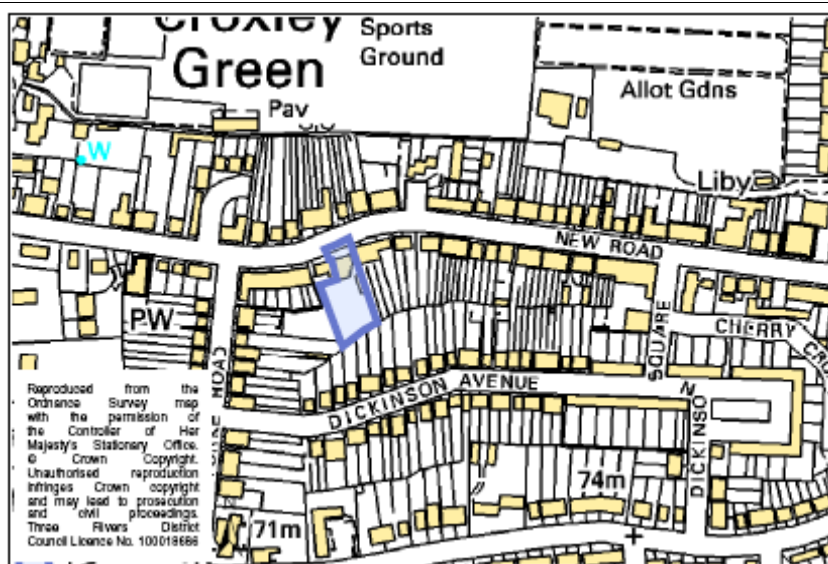 Croxley
Green
Sports
Ground
Pav
Allot Gdns
W
Liby
NEW ROAD
PW
SQUARE
CHERRY
ROAD
DICKINSON AVENUE
DICKINSO
N
74m
71m
Reproduced from the
Ordnance Survey map
with the permission of
the Controller of Her
Majesty's Stationery Office.
© Crown Copyright.
Unauthorised reproduction
infringes Crown copyright
and may lead to prosecution
and civil proceedings.
Three Rivers District
Council Licence No. 100018686